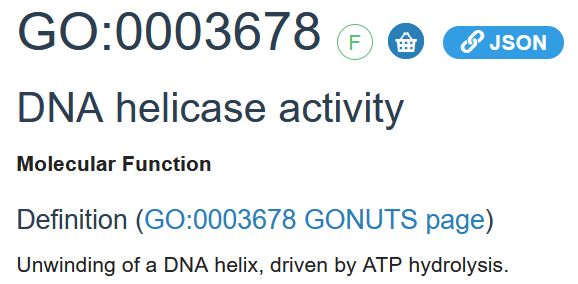 GO:0003678 F JSON
DNA helicase activity
Molecular Function
Definition (GO:0003678 GONUTS page)
Unwinding of a DNA helix, driven by ATP hydrolysis.